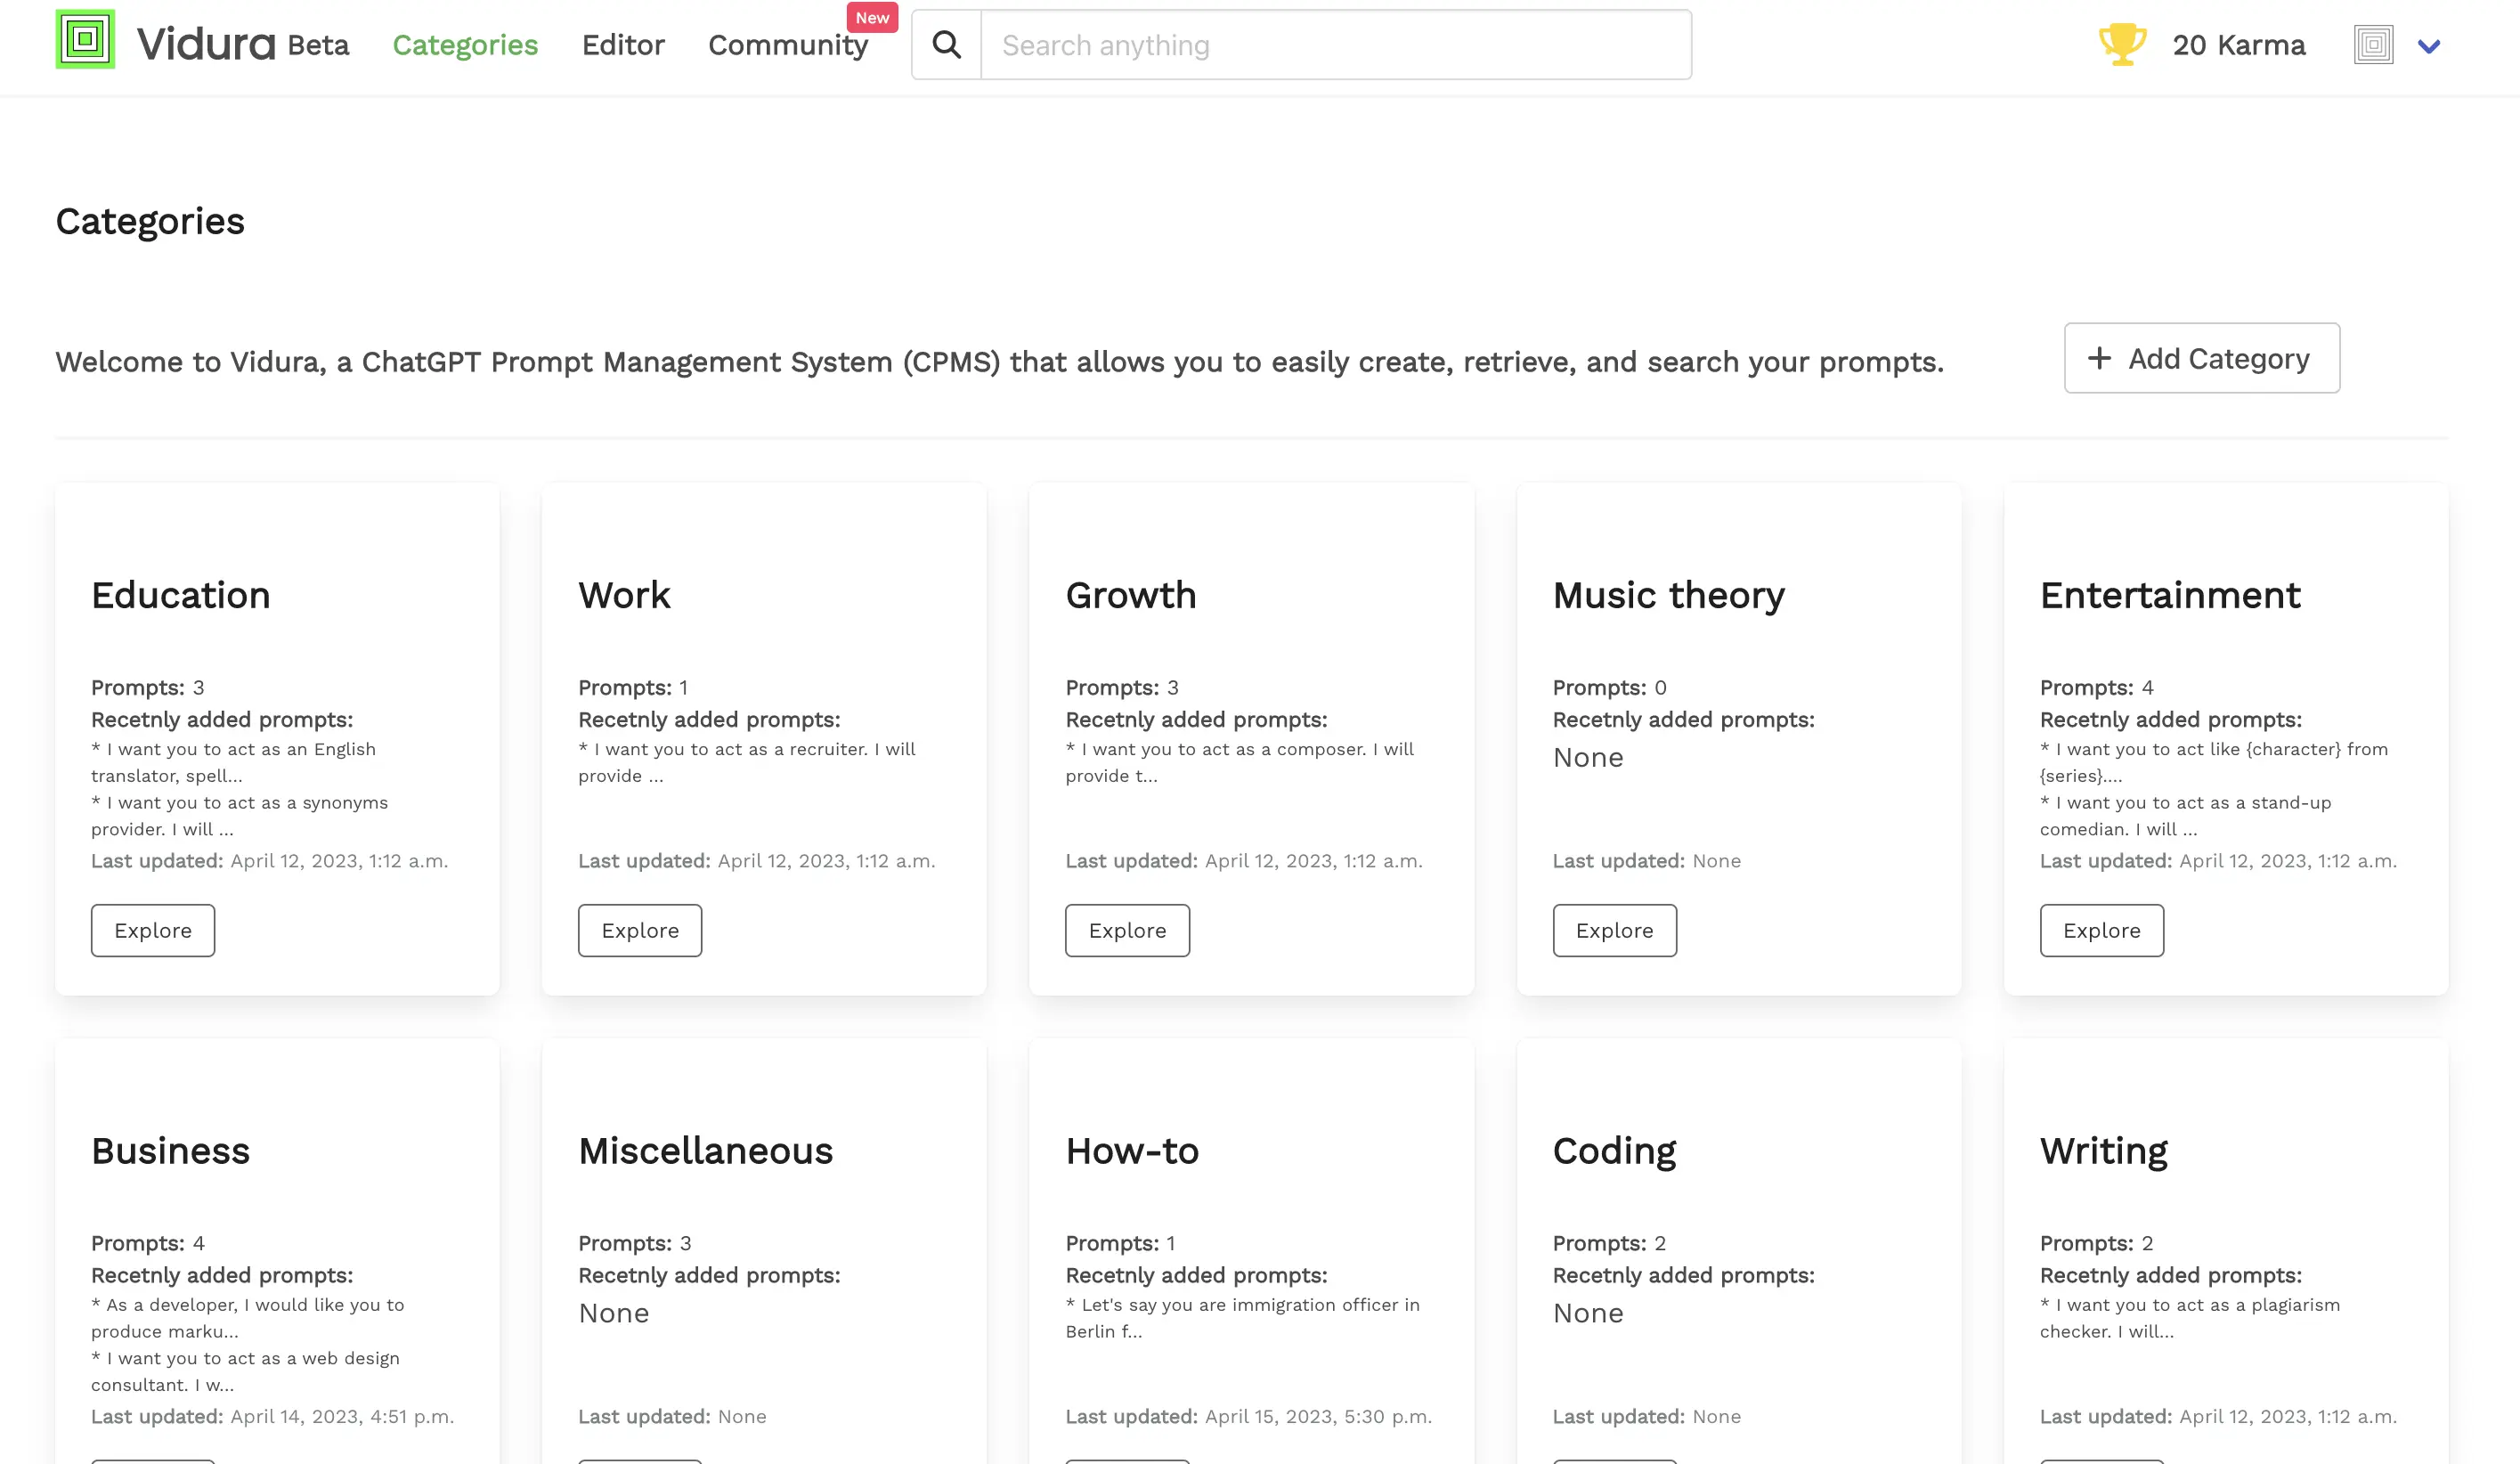 Vidura Beta
Categories
Editor
Community
New
Search anything
20 Karma
Categories
Welcome to Vidura, a ChatGPT Prompt Management System (CPMS) that allows you to easily create, retrieve, and search your prompts.
+ Add Category
Education
Prompts: 3
Recetnly added prompts:
* I want you to act as an English
translator, spell...
* I want you to act as a synonyms
provider. I will ...
Last updated: April 12, 2023, 1:12 a.m.
Explore
Work
Prompts: 1
Recetnly added prompts:
* I want you to act as a recruiter. I will
provide ...
Last updated: April 12, 2023, 1:12 a.m.
Explore
Growth
Prompts: 3
Recetnly added prompts:
* I want you to act as a composer. I will
provide t...
Last updated: April 12, 2023, 1:12 a.m.
Explore
Music theory
Prompts: 0
Recetnly added prompts:
None
Last updated: None
Explore
Entertainment
Prompts: 4
Recetnly added prompts:
* I want you to act like {character} from
{series}....
* I want you to act as a stand-up
comedian. I will ...
Last updated: April 12, 2023, 1:12 a.m.
Explore
Business
Prompts: 4
Recetnly added prompts:
* As a developer, I would like you to
produce marku...
* I want you to act as a web design
consultant. I w...
Last updated: April 14, 2023, 4:51 p.m.
Miscellaneous
Prompts: 3
Recetnly added prompts:
None
Last updated: None
How-to
Prompts: 1
Recetnly added prompts:
* Let's say you are immigration officer in
Berlin f...
Last updated: April 15, 2023, 5:30 p.m.
Coding
Prompts: 2
Recetnly added prompts:
None
Last updated: None
Writing
Prompts: 2
Recetnly added prompts:
* I want you to act as a plagiarism
checker. I will...
Last updated: April 12, 2023, 1:12 a.m.